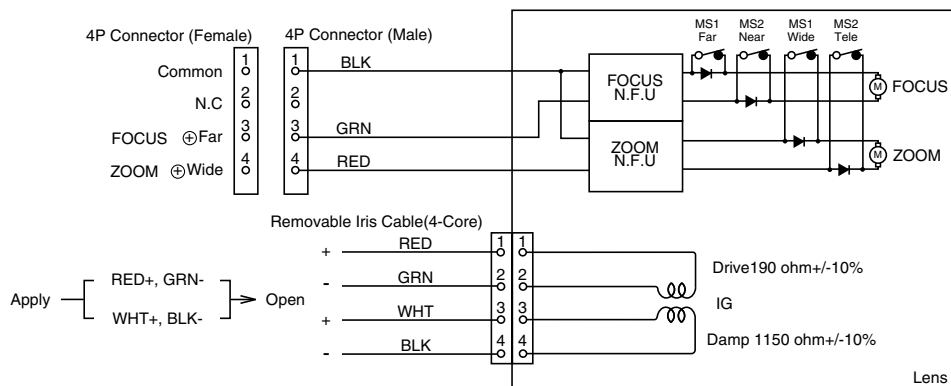 MS1 Far
MS2 Near
MS1 Wide
MS2 Tele
4P Connector (Female)
4P Connector (Male)
Common
1
1
BLK
N.C
2
2
FOCUS ⊕Far
3
3
GRN
ZOOM ⊕Wide
4
4
RED
FOCUS
N.F.U
ZOOM
N.F.U
M
FOCUS
M
ZOOM
Removable Iris Cable(4-Core)
+
RED
1
1
-
GRN
2
2
+
WHT
3
3
-
BLK
4
4
Apply
RED+, GRN-
WHT+, BLK-
Open
Drive190 ohm+/-10%
IG
Damp 1150 ohm+/-10%
Lens